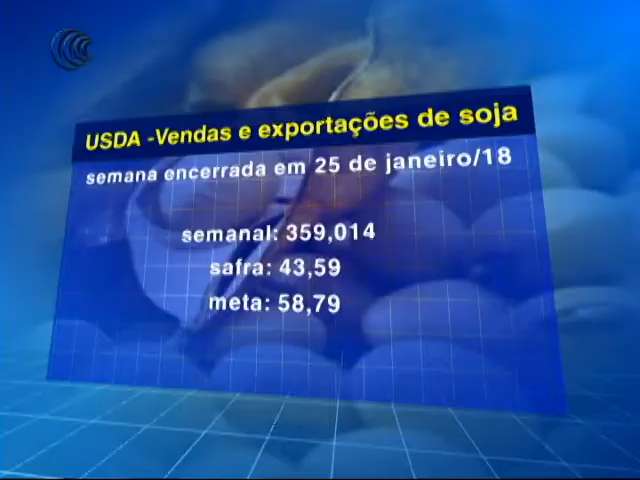 USDA -Vendas e exportações de soja
semana encerrada em 25 de janeiro/18
semanal: 359,014
safra: 43,59
meta: 58,79